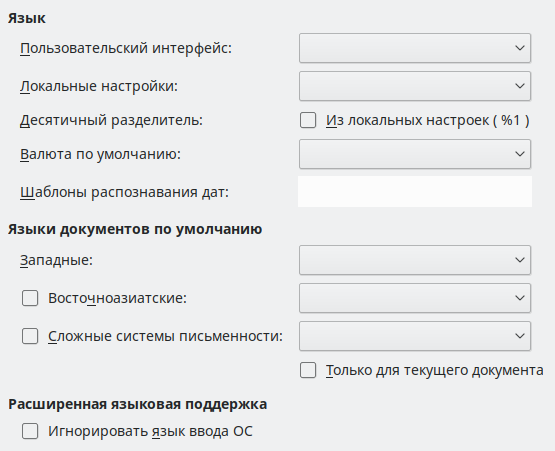 Язык
Пользовательский интерфейс:
Локальные настройки:
Десятичный разделитель: Из локальных настроек ( %1 )
Валюта по умолчанию:
Шаблоны распознавания дат:
Языки документов по умолчанию
Западные:
Восточноазиатские:
Сложные системы письменности:
Только для текущего документа
Расширенная языковая поддержка
Игнорировать язык ввода ОС